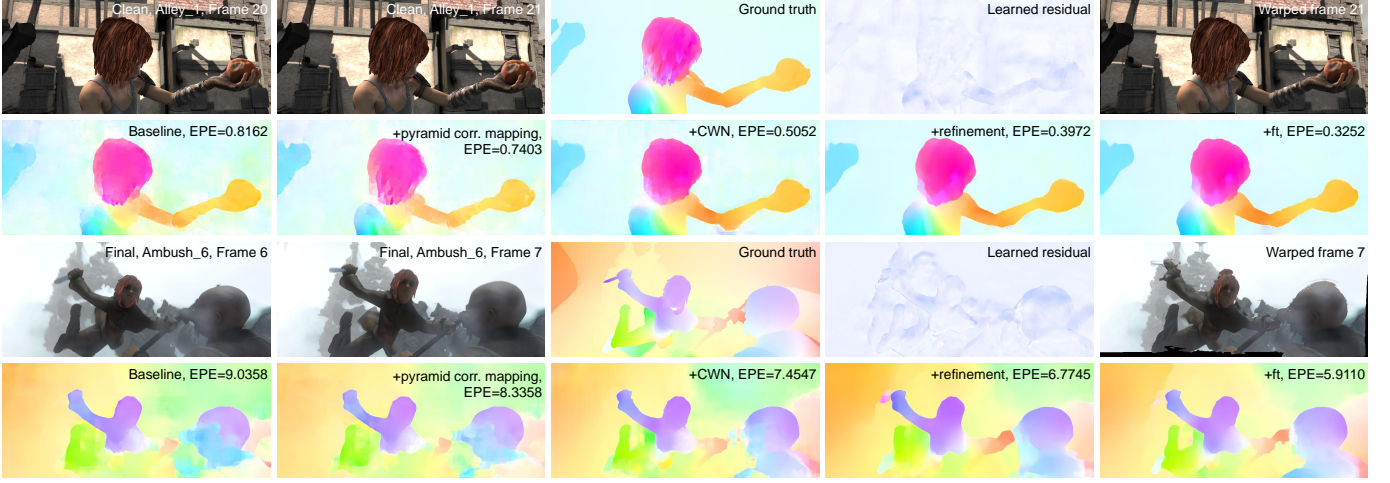 Clean, Alley_1, Frame 20
Clean, Alley_1, Frame 21
Ground truth
Learned residual
Warped frame 21
Baseline, EPE=0.8162
+pyramid corr. mapping,
EPE=0.7403
+CWN, EPE=0.5052
+refinement, EPE=0.3972
+ft, EPE=0.3252
Final, Ambush_6, Frame 6
Final, Ambush_6, Frame 7
Ground truth
Learned residual
Warped frame 7
Baseline, EPE=9.0358
+pyramid corr. mapping,
EPE=8.3358
+CWN, EPE=7.4547
+refinement, EPE=6.7745
+ft, EPE=5.9110